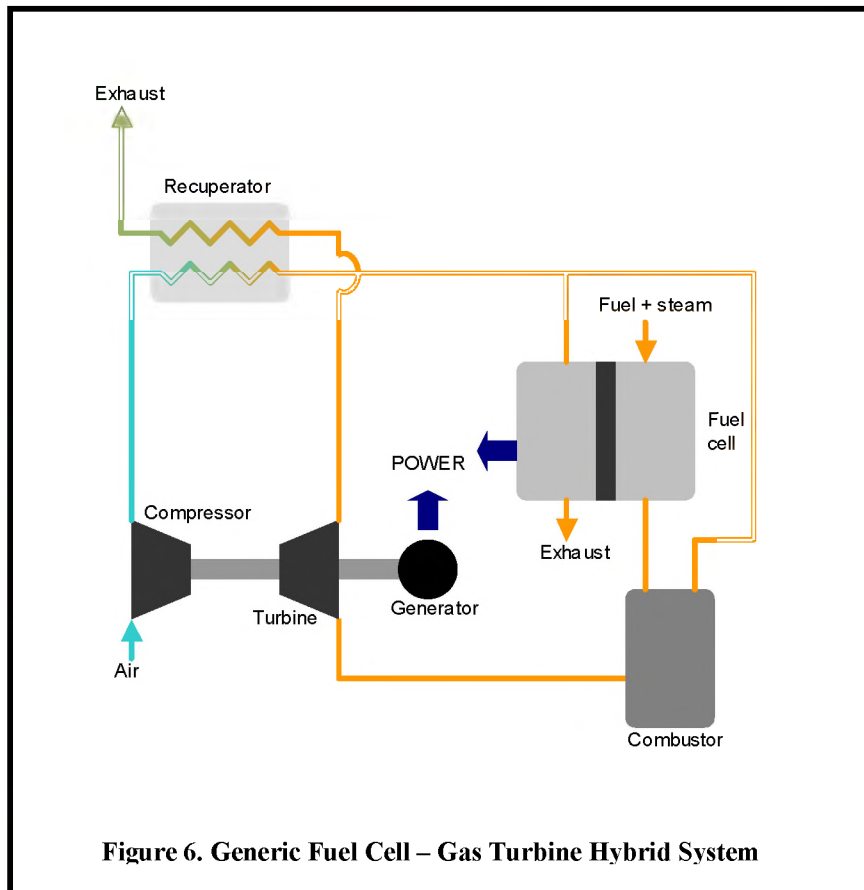 Exhaust
Recuperator
Fuel + steam
Fuel
cell
POWER
Compressor
Exhaust
Generator
Turbine
Air
Combustor
Figure 6. Generic Fuel Cell – Gas Turbine Hybrid System